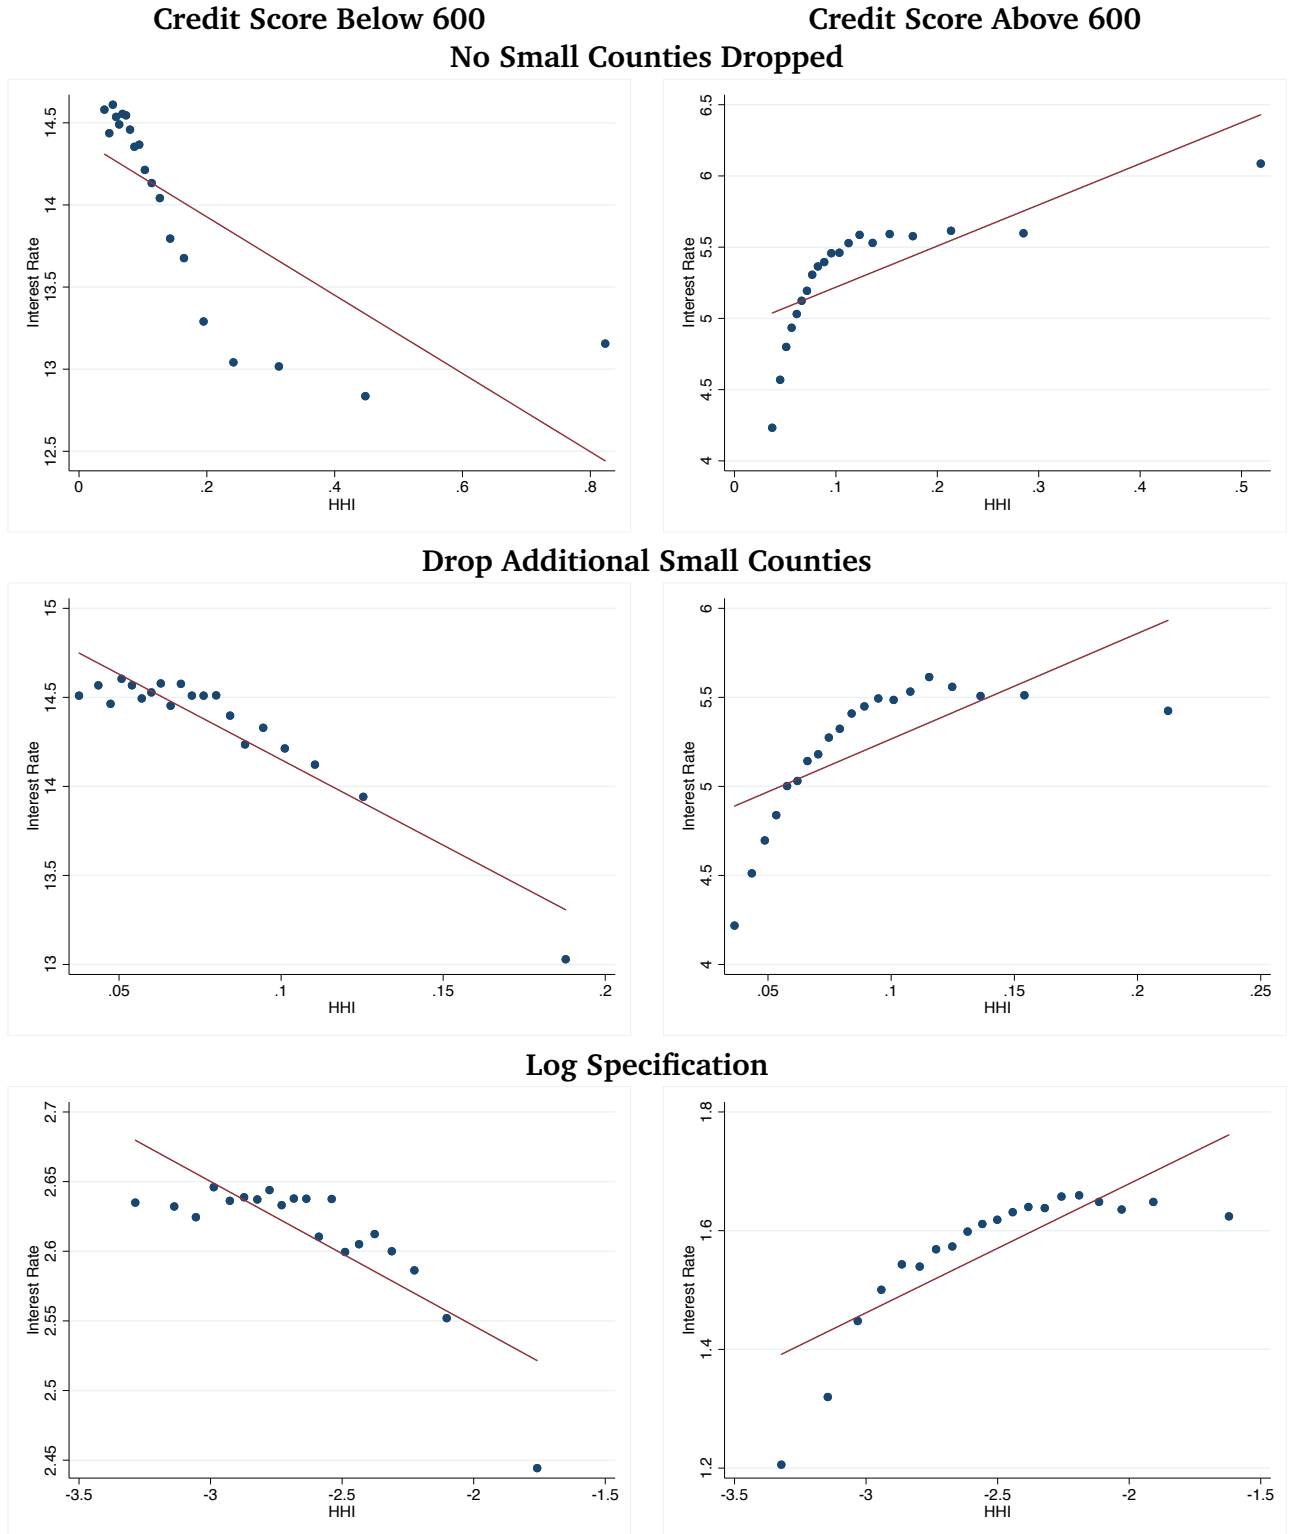 Credit Score Below 600
Credit Score Above 600
No Small Counties Dropped
Interest Rate
14.5
14
13.5
13
12.5
0 .2 .4 .6 .8
HHI
Interest Rate
6.5
6
5.5
5
4.5
4
0 .1 .2 .3 .4 .5
HHI
Drop Additional Small Counties
Interest Rate
15
14.5
14
13.5
13
.05 .1 .15 .2
HHI
Interest Rate
6
5.5
5
4.5
4
.05 .1 .15 .2 .25
HHI
Log Specification
Interest Rate
2.7
2.65
2.6
2.55
2.5
2.45
-3.5 -3 -2.5 -2 -1.5
HHI
Interest Rate
1.8
1.6
1.4
1.2
-3.5 -3 -2.5 -2 -1.5
HHI